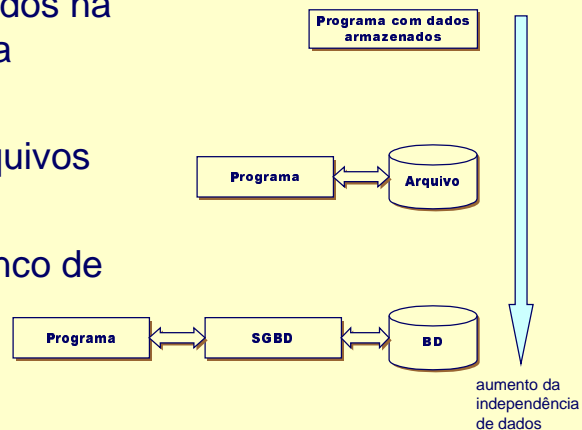 dos na
a
Programa com dados
armazenados
quivos
Programa
Arquivo
nco de
Programa
SGBD
BD
aumento da
independência
de dados